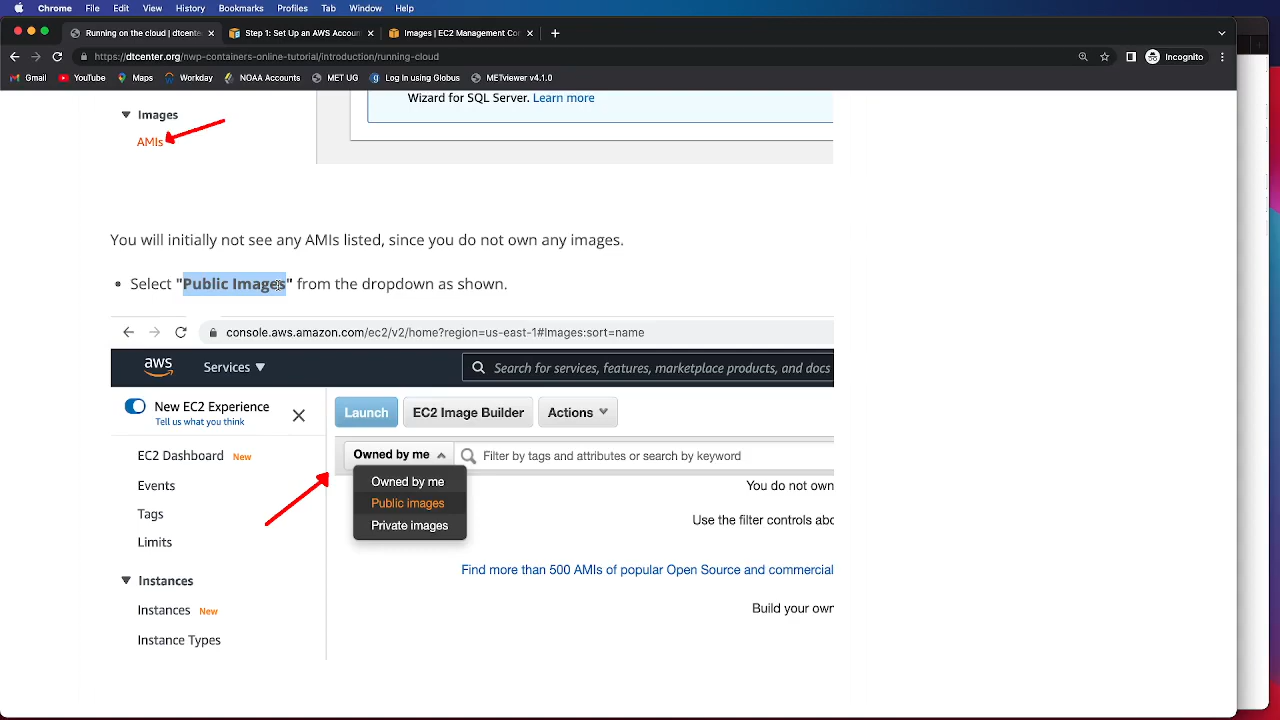 Chrome File Edit View History Bookmarks Profiles Tab Window Help
Running on the cloud | dtcente
Step 1: Set Up an AWS Accoun
Images | EC2 Management Con
https://dtcenter.org/nwp-containers-online-tutorial/introduction/running-cloud
Incognito
Gmail YouTube Maps Workday NOAA Accounts MET UG Log In using Globus METViewer v4.1.0
Wizard for SQL Server. Learn more
Images
AMIs
You will initially not see any AMIs listed, since you do not own any images.
• Select "Public Images" from the dropdown as shown.
console.aws.amazon.com/ec2/v2/home?region=us-east-1#Images:sort=name
aws Services Search for services, features, marketplace products, and docs
New EC2 Experience
Tell us what you think
Launch EC2 Image Builder Actions
Owned by me Filter by tags and attributes or search by keyword
Owned by me
Public images
Private images
You do not own
Use the filter controls abo
Find more than 500 AMIs of popular Open Source and commercial
Build your own
EC2 Dashboard New
Events
Tags
Limits
Instances
Instances New
Instance Types